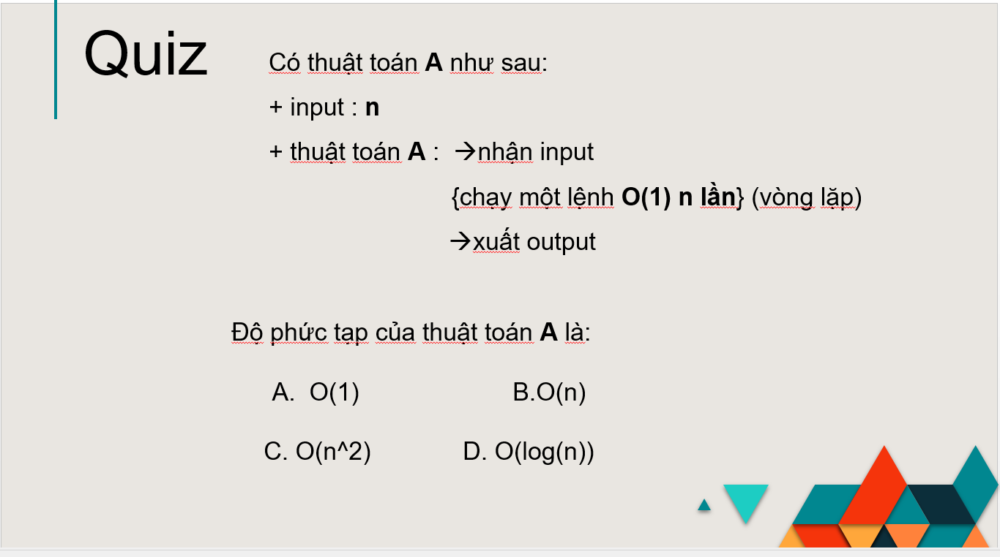 Quiz
Có thuật toán A như sau:
+ input : n
+ thuật toán A : →nhận input
{chạy một lệnh O(1) n lần} (vòng lặp)
→xuất output
Độ phức tạp của thuật toán A là:
A. O(1) B.O(n)
C. O(n^2) D. O(log(n))